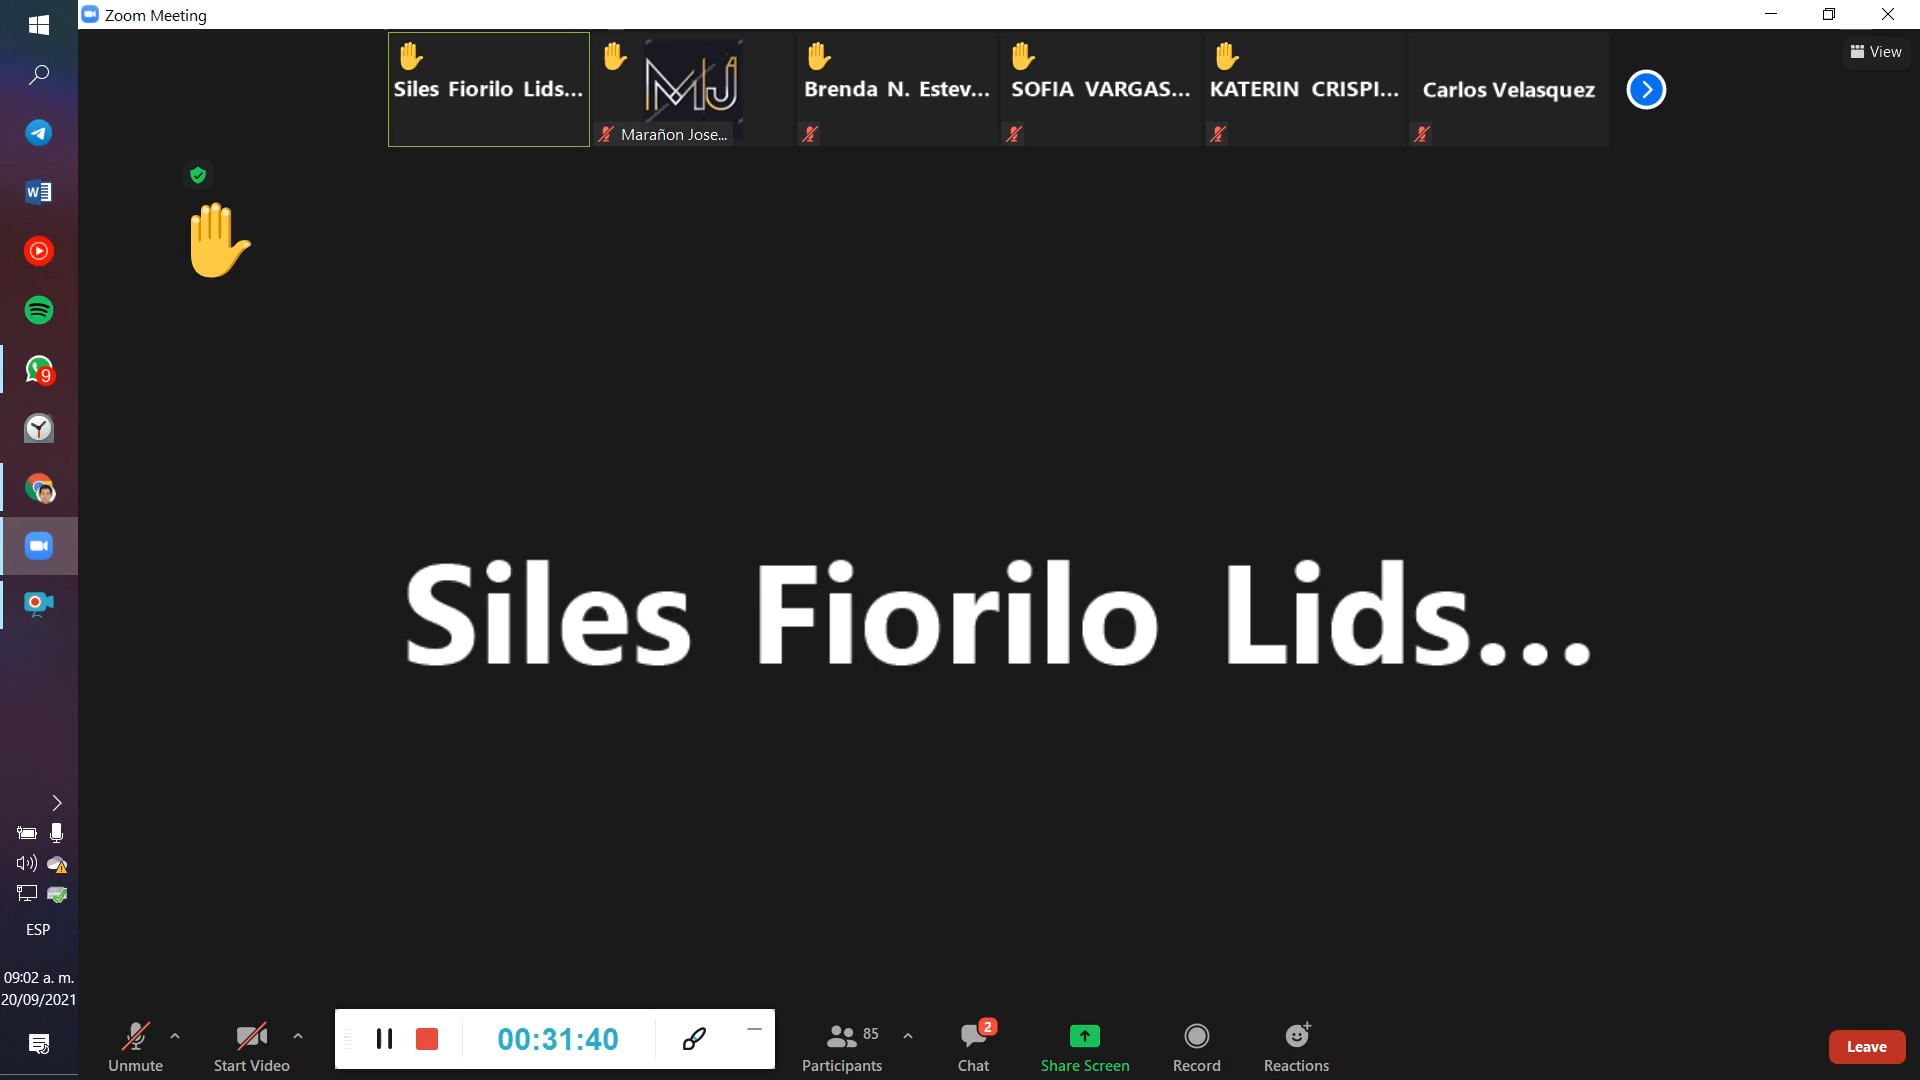 Zoom Meeting
View
Siles Fiorilo Lids...
MJ
Marañon Jose...
Brenda N. Estev...
SOFIA VARGAS...
KATERIN CRISPI...
Carlos Velasquez
W
9
Siles Fiorilo Lids...
ESP
09:02 a. m.
20/09/2021
Unmute
Start Video
00:31:40
85
Participants
2
Chat
Share Screen
Record
Reactions
Leave